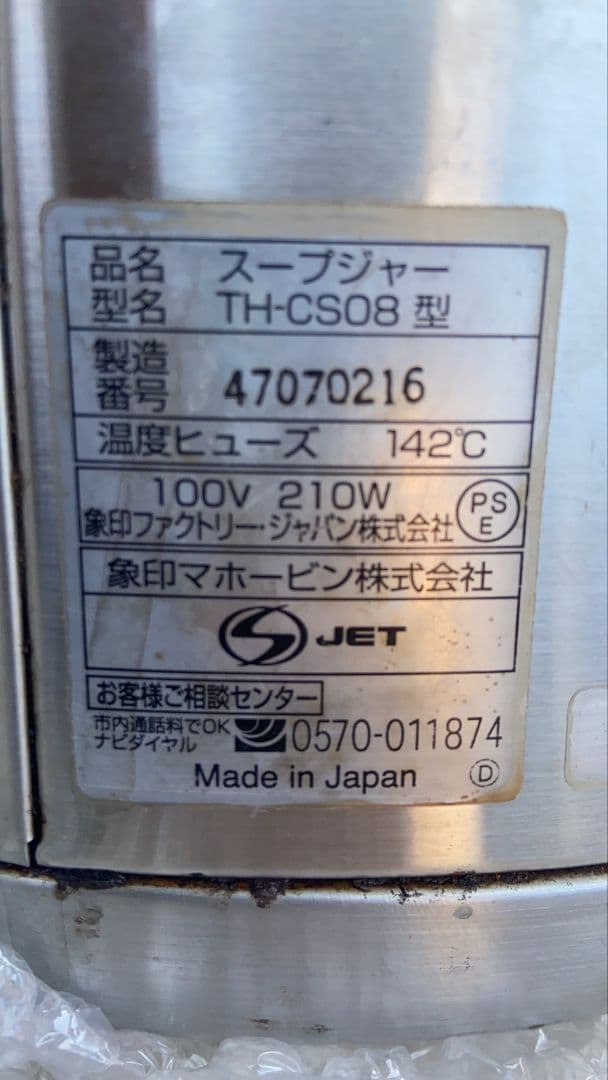 品名 スープジャー
型名 TH-CS08 型
製造
番号 47070216
温度ヒューズ 142℃
100V 210W
象印ファクトリー・ジャパン株式会社
PS
E
象印マホービン株式会社
JET
お客様ご相談センター
市内通話料でOK
ナビダイヤル 0570-011874
Made in Japan Ⓓ